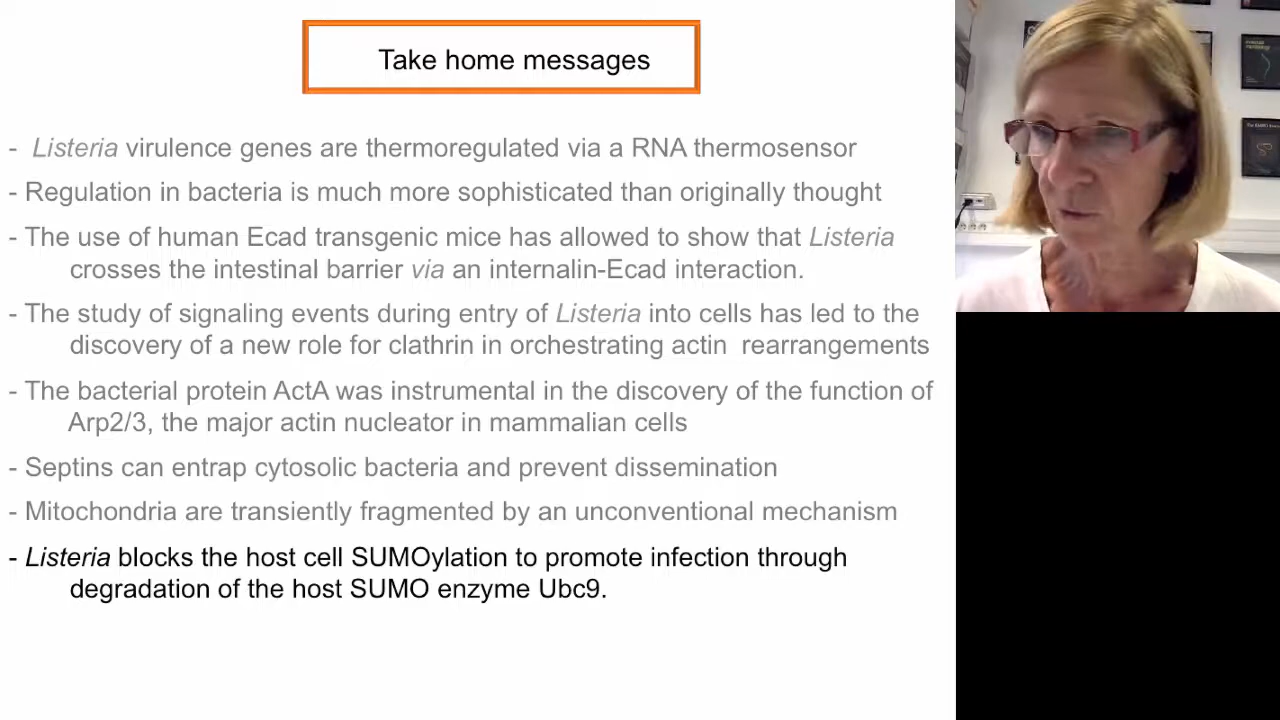 Take home messages
- Listeria virulence genes are thermoregulated via a RNA thermosensor
- Regulation in bacteria is much more sophisticated than originally thought
- The use of human Ecad transgenic mice has allowed to show that Listeria
crosses the intestinal barrier via an internalin-Ecad interaction.
- The study of signaling events during entry of Listeria into cells has led to the
discovery of a new role for clathrin in orchestrating actin rearrangements
- The bacterial protein ActA was instrumental in the discovery of the function of
Arp2/3, the major actin nucleator in mammalian cells
- Septins can entrap cytosolic bacteria and prevent dissemination
- Mitochondria are transiently fragmented by an unconventional mechanism
- Listeria blocks the host cell SUMOylation to promote infection through
degradation of the host SUMO enzyme Ubc9.